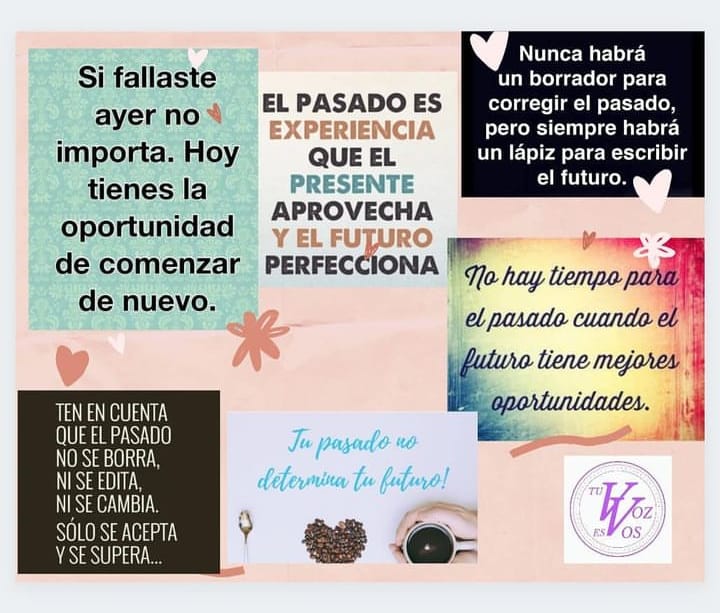 Si fallaste
ayer no
importa. Hoy
tienes la
oportunidad
de comenzar
de nuevo.
EL PASADO ES
EXPERIENCIA
QUE EL
PRESENTE
APROVECHA
Y EL FUTURO
PERFECCIONA
Nunca habrá
un borrador para
corregir el pasado,
pero siempre habrá
un lápiz para escribir
el futuro.
No hay tiempo para
el pasado cuando el
futuro tiene mejores
oportunidades.
TEN EN CUENTA
QUE EL PASADO
NO SE BORRA,
NI SE EDITA,
NI SE CAMBIA.
SÓLO SE ACEPTA
Y SE SUPERA...
Tu pasado no
determina tu futuro!
TU
VOZ
ES
VOS